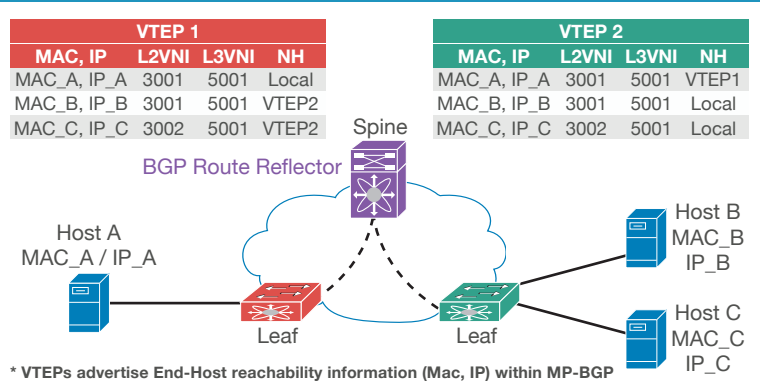 VTEP 1
MAC, IP L2VNI L3VNI NH
MAC_A, IP_A 3001 5001 Local
MAC_B, IP_B 3001 5001 VTEP2
MAC_C, IP_C 3002 5001 VTEP2
VTEP 2
MAC, IP L2VNI L3VNI NH
MAC_A, IP_A 3001 5001 VTEP1
MAC_B, IP_B 3001 5001 Local
MAC_C, IP_C 3002 5001 Local
Spine
BGP Route Reflector
Host A
MAC_A / IP_A
Leaf
Leaf
Host B
MAC_B
IP_B
Host C
MAC_C
IP_C
* VTEPs advertise End-Host reachability information (Mac, IP) within MP-BGP